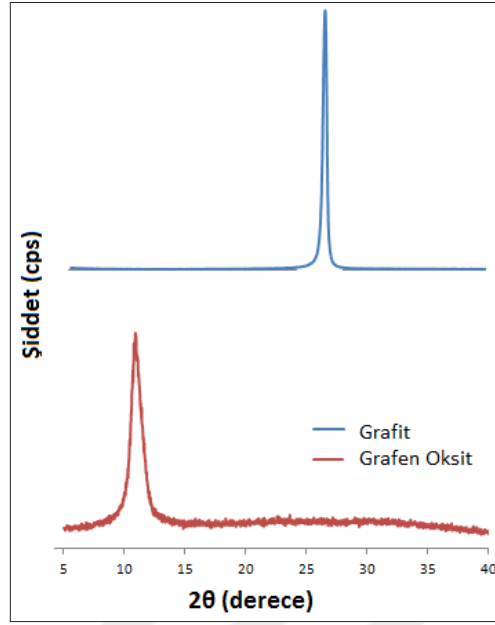 Şiddet (cps)
Grafit
Grafen Oksit
5 10 15 20 25 30 35 40
2θ (derece)